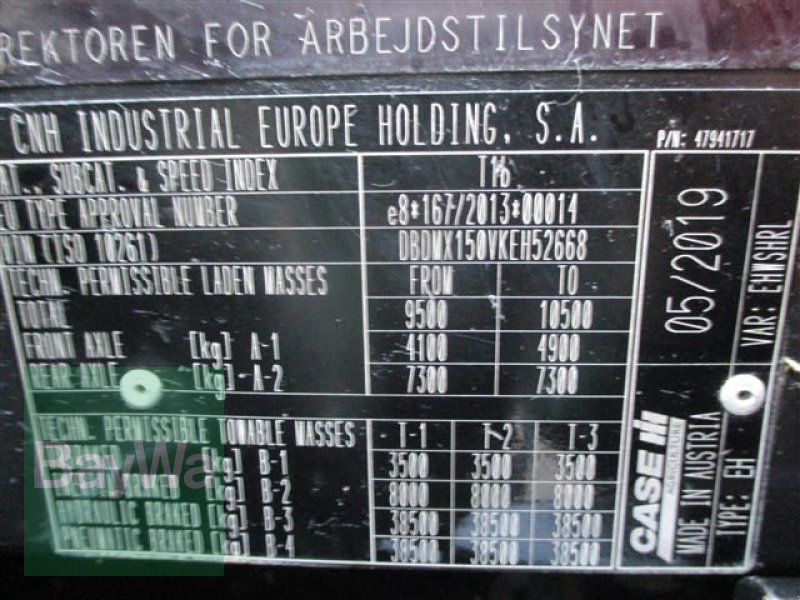 REKTOREN FOR ARBEJDSTILSYNET
CNH INDUSTRIAL EUROPE HOLDING, S.A.
P/N: 47941717
AT., SUBCAT. & SPEED INDEX T1b
EU TYPE APPROVAL NUMBER e8*167/2013*00014
(ISO 10261) DBDMX150VKEH52668
TECHN. PERMISSIBLE LADEN MASSES FROM TO
TOTAL 9500 10500
FRONT AXLE [kg] A-1 4100 4900
REAR AXLE [kg] A-2 7300 7300
TECHN. PERMISSIBLE TOWABLE MASSES T-1 T-2 T-3
[kg] B-1 3500 3500 3500
BRAKED [kg] B-2 8000 8000 8000
HYDRAULIC BRAKED [kg] B-3 38500 38500 38500
PNEUMATIC BRAKED [kg] B-4 38500 38500 38500
05/2019
CASE IH
AGRICULTURE
MADE IN AUSTRIA
TYPE: EH
BayWa